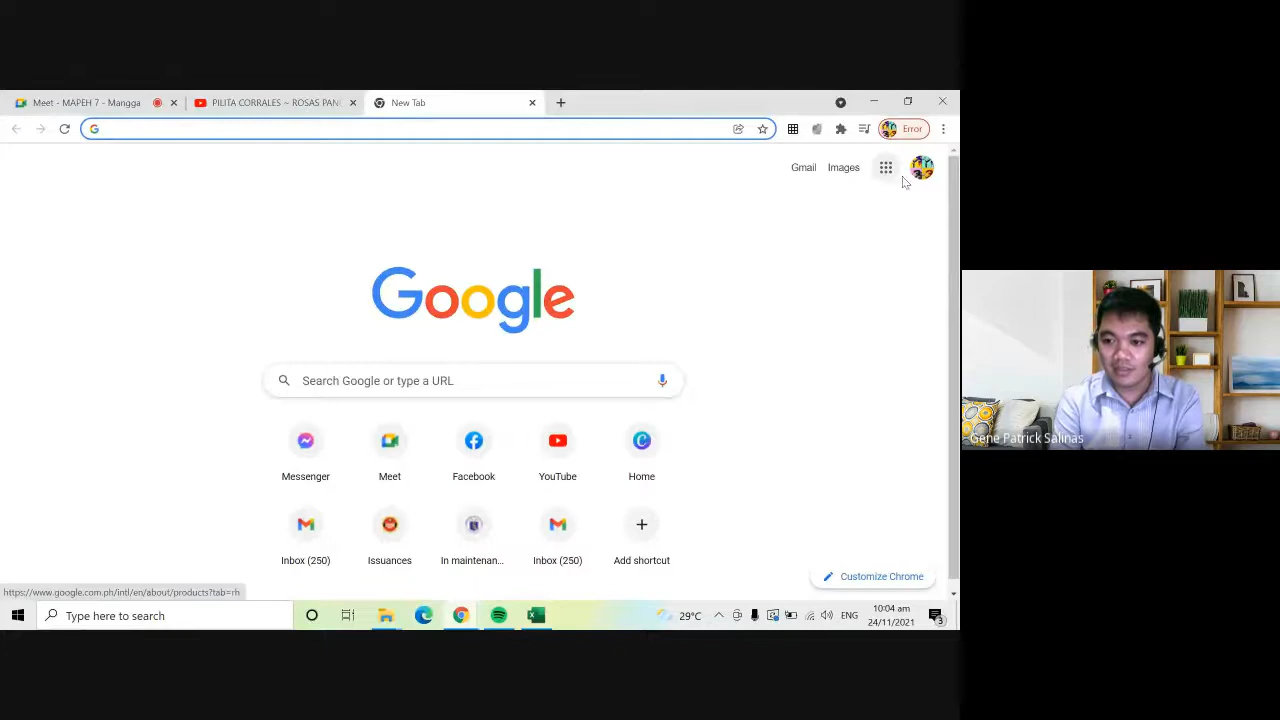 Meet - MAPEH 7 - Mangga
PILITA CORRALES ~ ROSAS PAN
New Tab
Error
Gmail
Images
Google
Search Google or type a URL
Messenger
Meet
Facebook
YouTube
Home
Inbox (250)
Issuances
In maintenan...
Inbox (250)
Add shortcut
Customize Chrome
https://www.google.com.ph/intl/en/about/products?tab=rh
Type here to search
29°C
ENG
10:04 am
24/11/2021
3
Gene Patrick Salinas